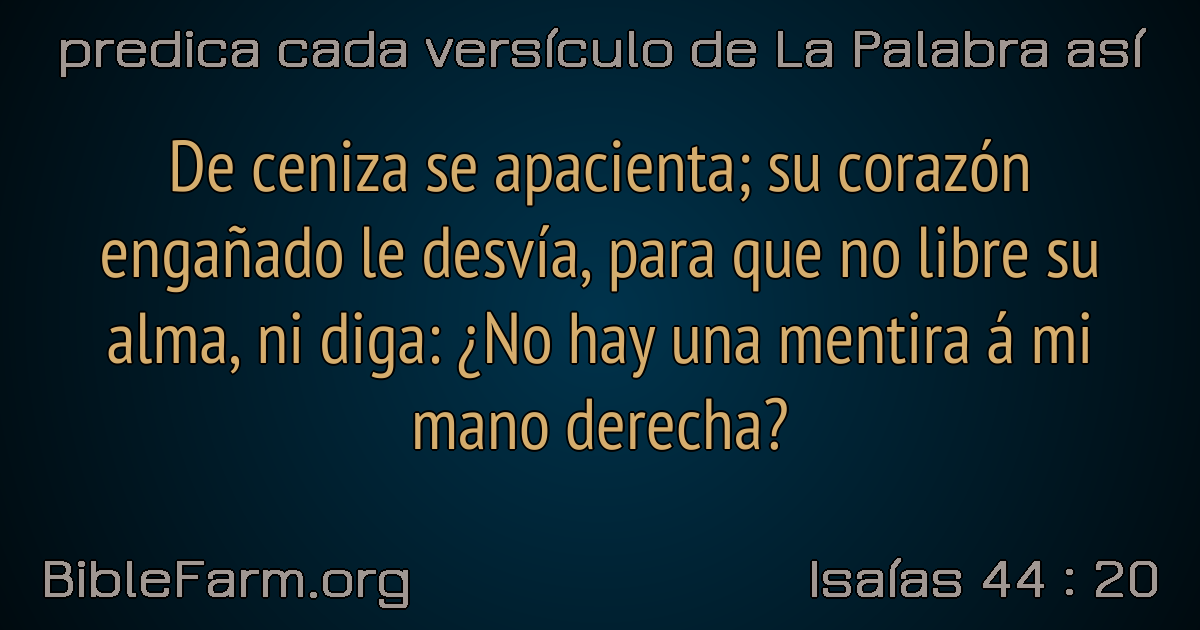 predica cada versículo de La Palabra así
De ceniza se apacienta; su corazón
engañado le desvía, para que no libre su
alma, ni diga: ¿No hay una mentira á mi
mano derecha?
BibleFarm.org
Isaías 44 : 20